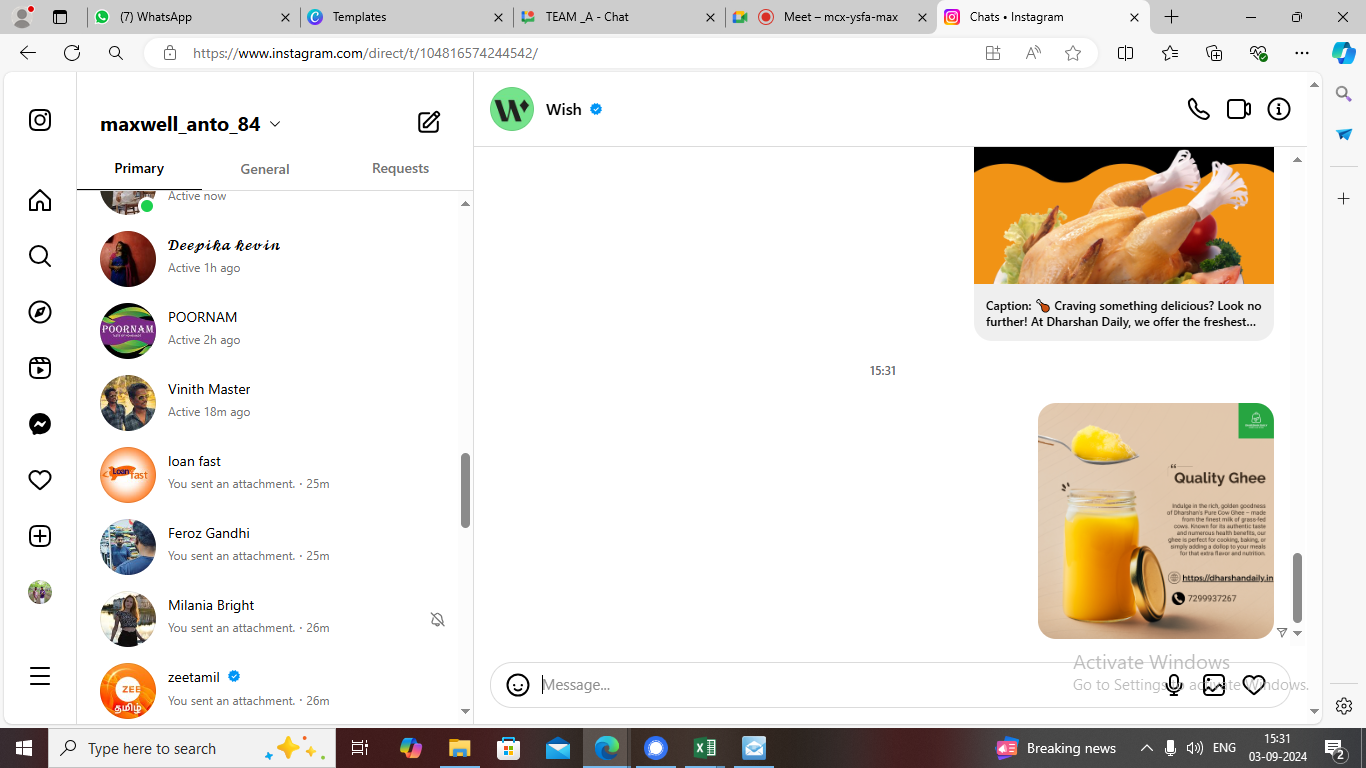 (7) WhatsApp
Templates
TEAM _A - Chat
Meet – mcx-ysfa-max
Chats • Instagram
https://www.instagram.com/direct/t/104816574244542/
maxwell_anto_84
Primary
General
Requests
Active now
𝓓𝓮𝓮𝓹𝓲𝓴𝓪 𝓴𝓮𝓿𝓲𝓷
Active 1h ago
POORNAM
POORNAM
Active 2h ago
Vinith Master
Active 18m ago
loan fast
Loan
fast
You sent an attachment. · 25m
Feroz Gandhi
You sent an attachment. · 25m
Milania Bright
You sent an attachment. · 26m
zeetamil
ZEE
தமிழ்
You sent an attachment. · 26m
W
Wish
Caption: 🍗 Craving something delicious? Look no
further! At Dharshan Daily, we offer the freshest...
15:31
Quality Ghee
Indulge in the rich, golden goodness
of Dharshan's Pure Cow Ghee – made
from the finest milk of grass-fed
cows. Known for its authentic taste
and numerous health benefits, our
ghee is perfect for cooking, baking, or
simply adding a dollop to your meals
for that extra flavor and nutrition.
https://dharshandaily.in
7299937267
Message...
Activate Windows
Go to Settings to activate Windows.
Type here to search
Breaking news
ENG
15:31
03-09-2024
2